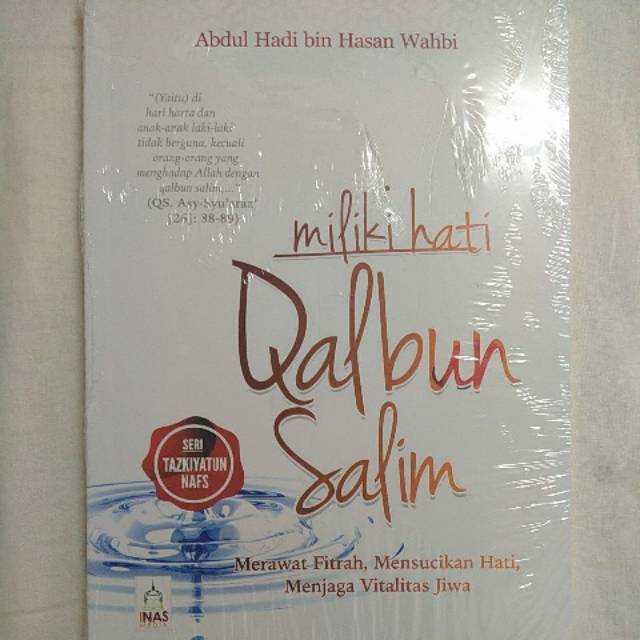 Abdul Hadi bin Hasan Wahbi
"(Yaitu) di
hari harta dan
anak-anak laki-laki
tidak berguna, kecuali
orang-orang yang
menghadap Allah dengan
qalbun salim,..."
(QS. Asy-Syu'araa'
[26]: 88-89)
miliki hati
Qalbun
Salim
SERI
TAZKIYATUN
NAFS
Merawat Fitrah, Mensucikan Hati,
Menjaga Vitalitas Jiwa
INAS
MEDIA